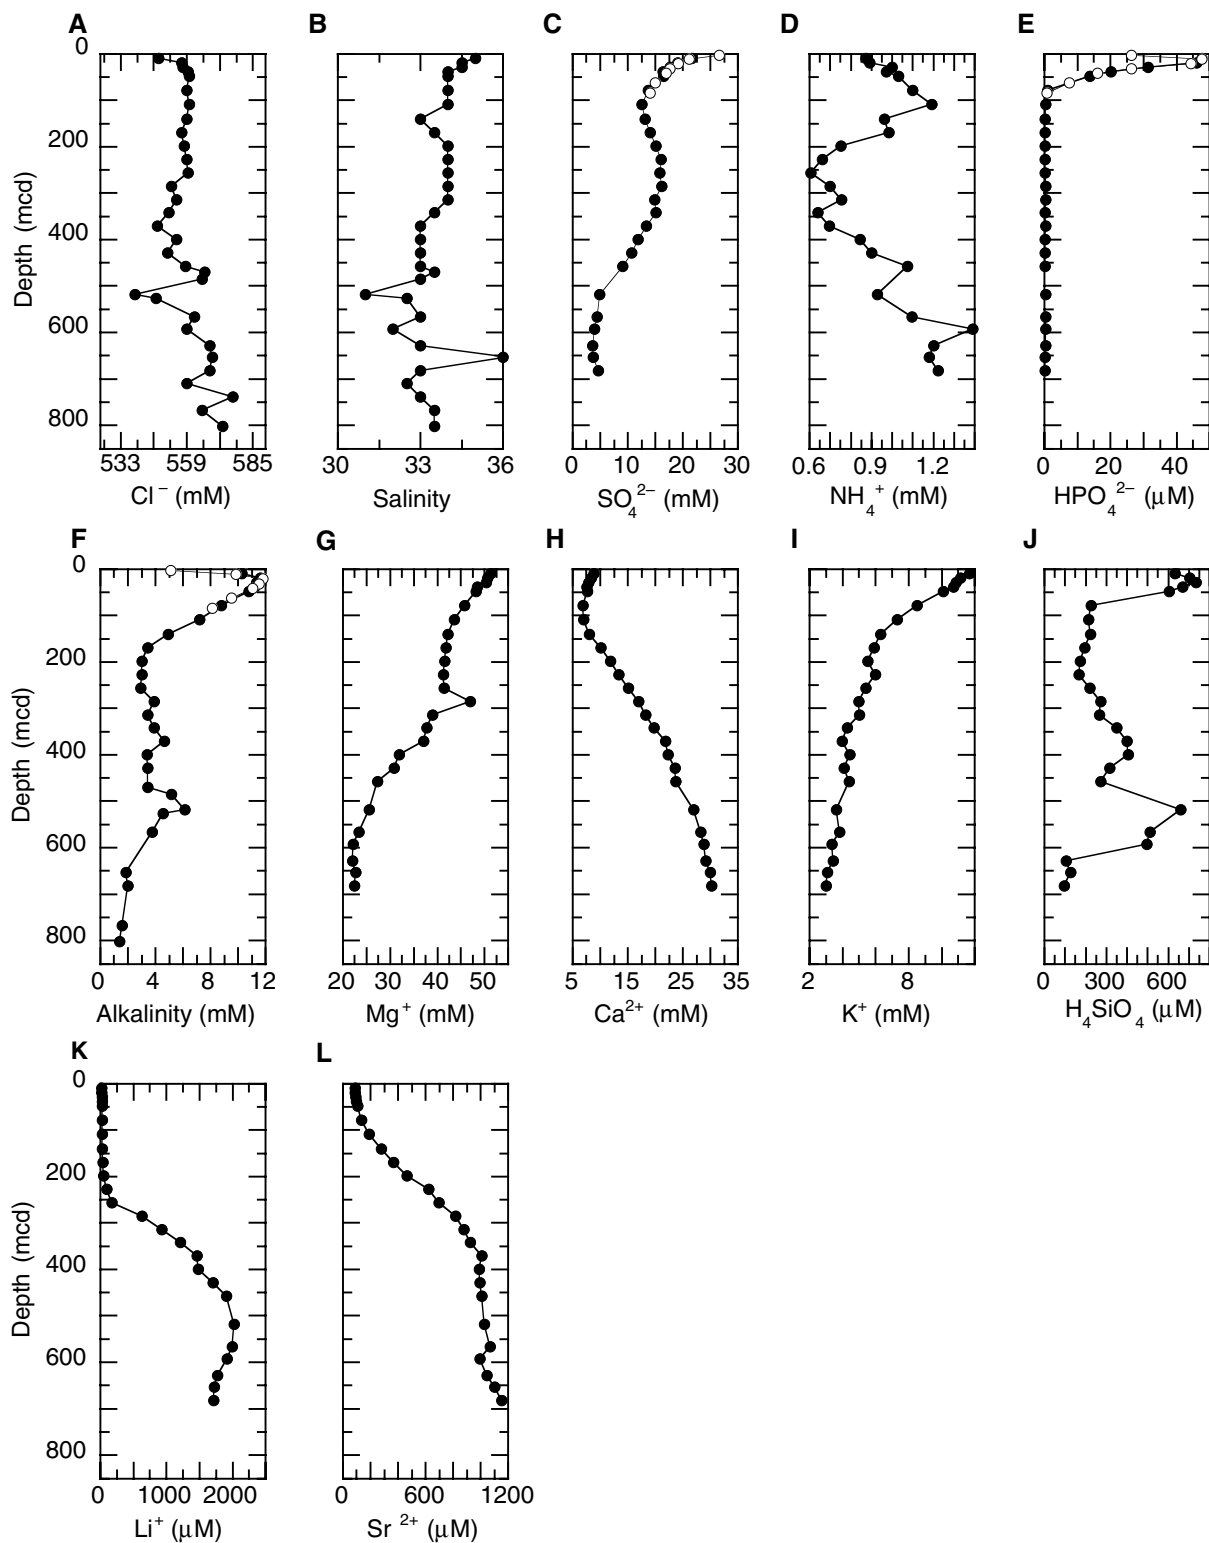 A B C D E
0
200
400
600
800
Depth (mcd)
533 559 585 30 33 36 0 10 20 30 0.6 0.9 1.2 0 20 40
Cl⁻ (mM) Salinity SO₄²⁻ (mM) NH₄⁺ (mM) HPO₄²⁻ (µM)
F G H I J
0
200
400
600
800
Depth (mcd)
0 4 8 12 20 30 40 50 5 15 25 35 2 8 0 300 600
Alkalinity (mM) Mg⁺ (mM) Ca²⁺ (mM) K⁺ (mM) H₄SiO₄ (µM)
K L
0
200
400
600
800
Depth (mcd)
0 1000 2000 0 600 1200
Li⁺ (µM) Sr ²⁺ (µM)